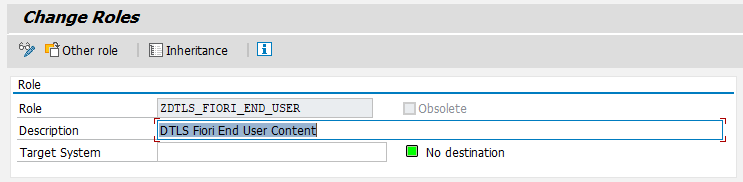 Change Roles
Other role Inheritance
Role
Role ZDTLS_FIORI_END_USER Obsolete
Description DTLS Fiori End User Content
Target System No destination